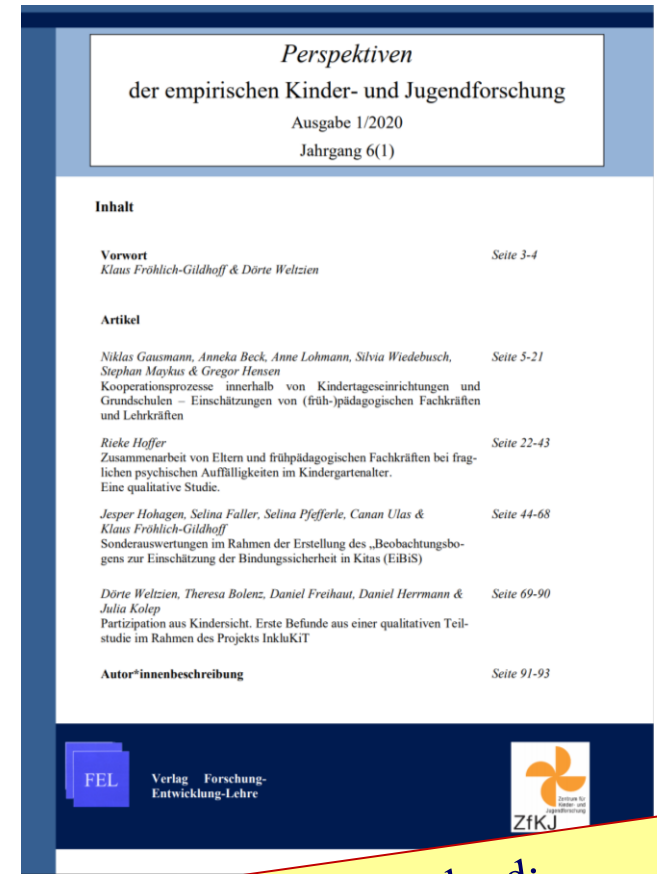 Perspektiven
der empirischen Kinder- und Jugendforschung
Ausgabe 1/2020
Jahrgang 6(1)
Inhalt
Vorwort Seite 3-4
Klaus Fröhlich-Gildhoff & Dörte Weltzien
Artikel
Niklas Gausmann, Anneka Beck, Anne Lohmann, Silvia Wiedebusch, Seite 5-21
Stephan Maykus & Gregor Hensen
Kooperationsprozesse innerhalb von Kindertageseinrichtungen und
Grundschulen – Einschätzungen von (früh-)pädagogischen Fachkräften
und Lehrkräften
Rieke Hoffer Seite 22-43
Zusammenarbeit von Eltern und frühpädagogischen Fachkräften bei frag-
lichen psychischen Auffälligkeiten im Kindergartenalter.
Eine qualitative Studie.
Jesper Hohagen, Selina Faller, Selina Pfefferle, Canan Ulas & Seite 44-68
Klaus Fröhlich-Gildhoff
Sonderauswertungen im Rahmen der Erstellung des „Beobachtungsbo-
gens zur Einschätzung der Bindungssicherheit in Kitas (EiBiS)
Dörte Weltzien, Theresa Bolenz, Daniel Freihaut, Daniel Herrmann & Seite 69-90
Julia Kolep
Partizipation aus Kindersicht. Erste Befunde aus einer qualitativen Teil-
studie im Rahmen des Projekts InkluKiT
Autor*innenbeschreibung Seite 91-93
FEL
Verlag Forschung-
Entwicklung-Lehre
Zentrum für
Kinder- und
Jugendforschung
ZfKJ